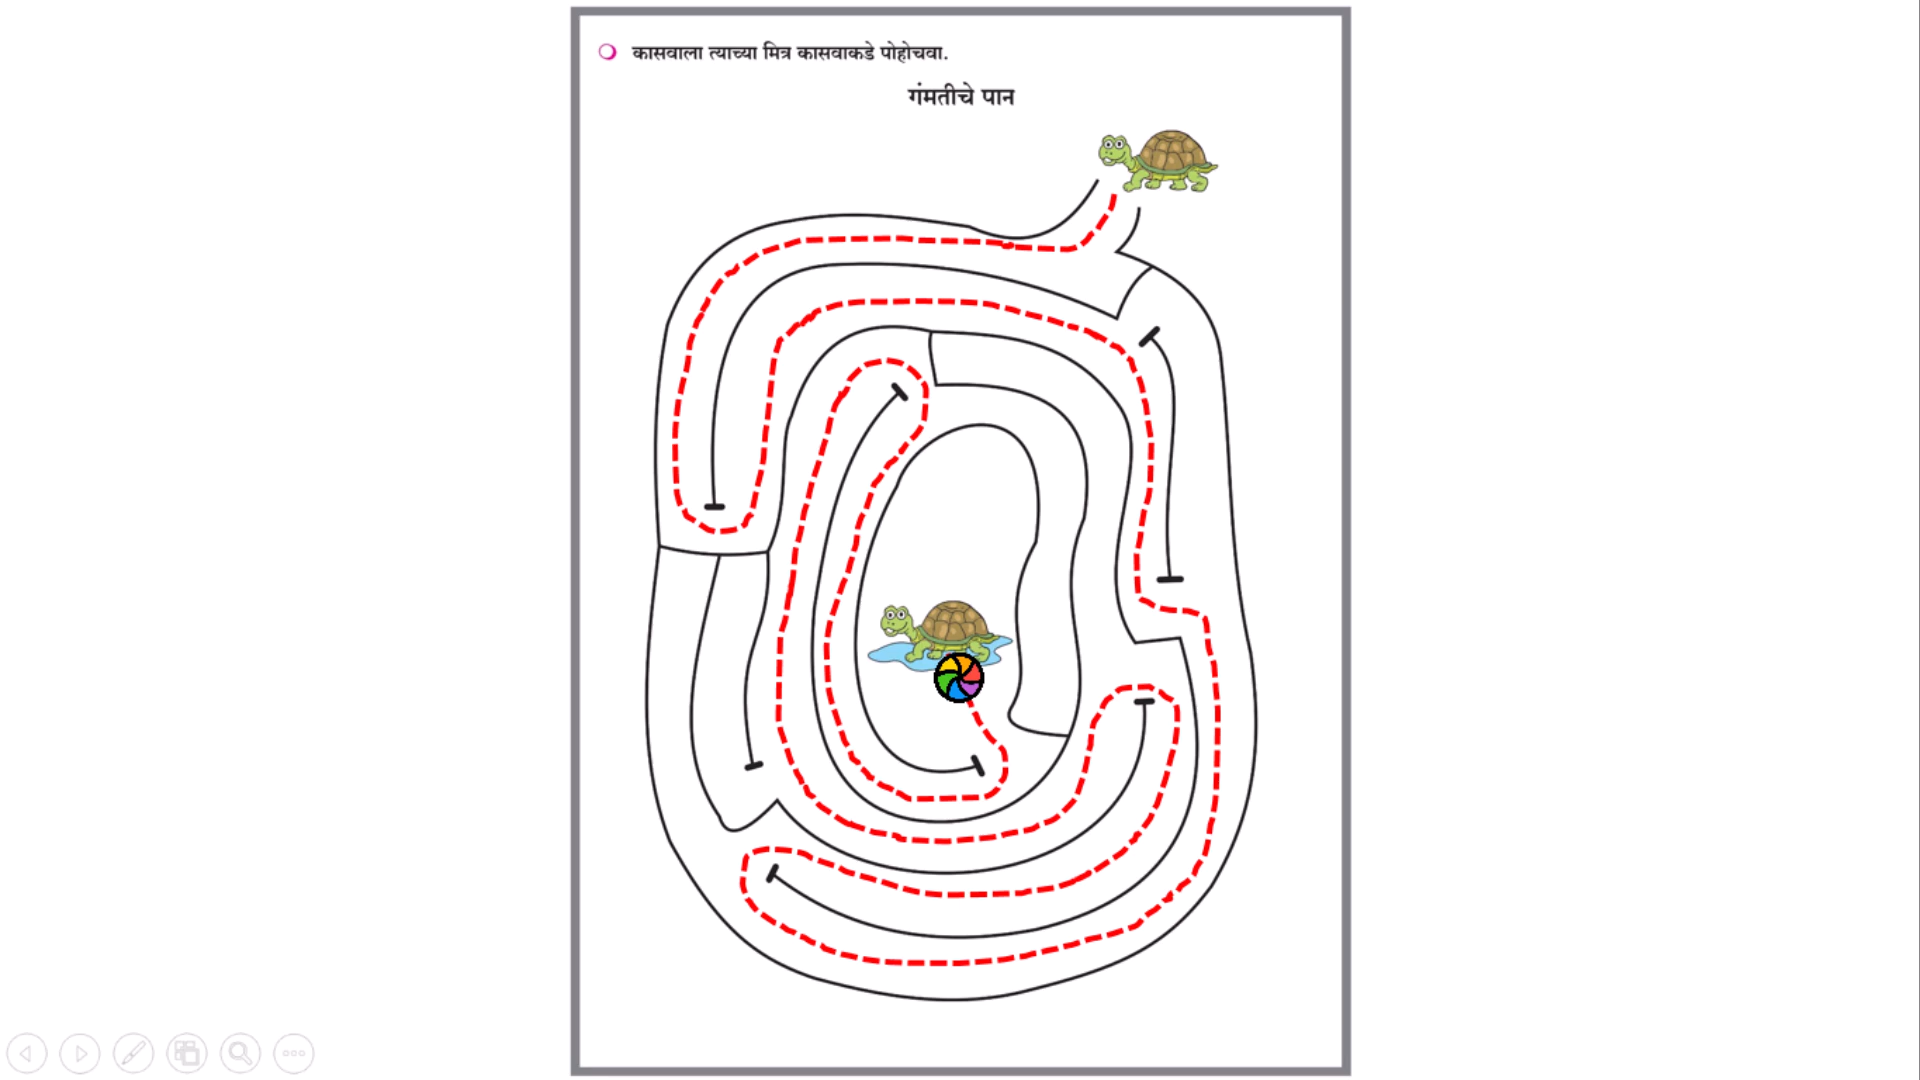 कासवाला त्याच्या मित्र कासवाकडे पोहोचवा.
गंमतीचे पान